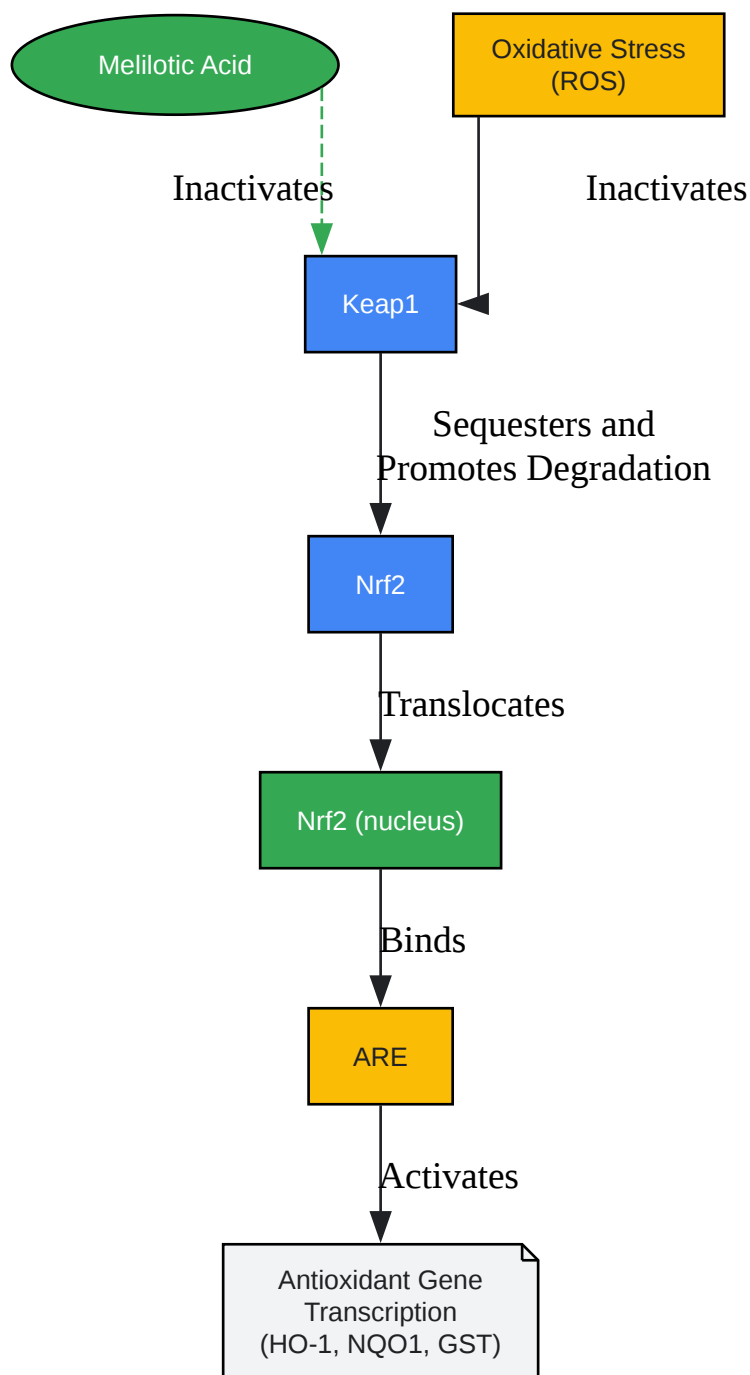 Melilotic Acid
Oxidative Stress
(ROS)
Inactivates
Inactivates
Keap1
Sequesters and
Promotes Degradation
Nrf2
Translocates
Nrf2 (nucleus)
Binds
ARE
Activates
Antioxidant Gene
Transcription
(HO-1, NQO1, GST)